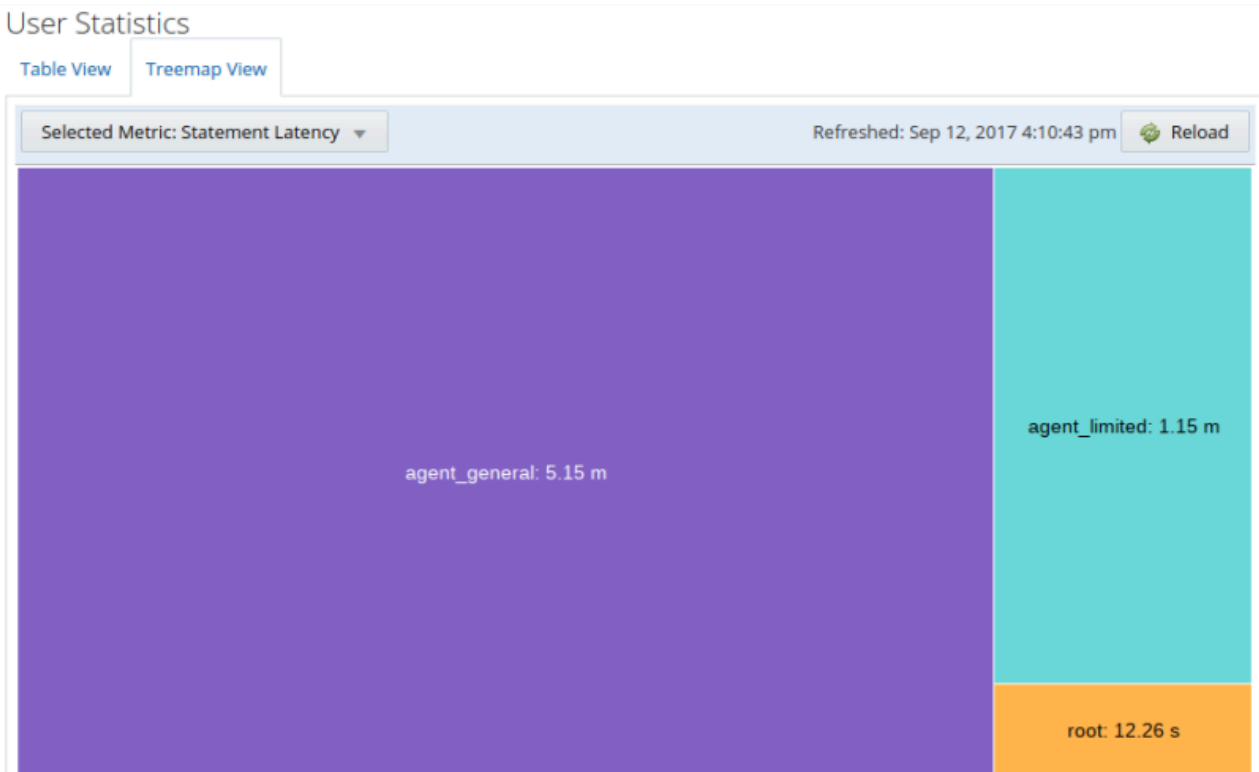 User Statistics
Table View Treemap View
Selected Metric: Statement Latency Refreshed: Sep 12, 2017 4:10:43 pm Reload
agent_limited: 1.15 m
agent_general: 5.15 m
root: 12.26 s